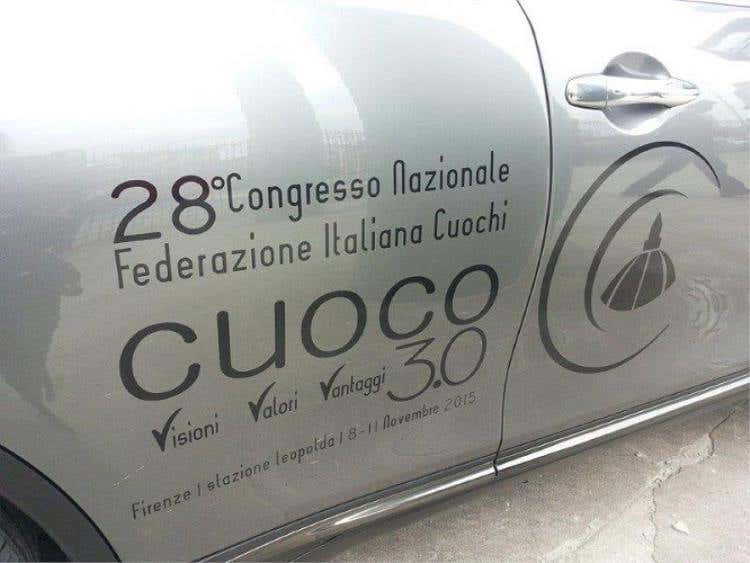 28° Congresso Nazionale
Federazione Italiana Cuochi
CUOCO
3.0
Visioni Valori Vantaggi
Firenze | stazione leopolda | 8-11 Novembre 2015